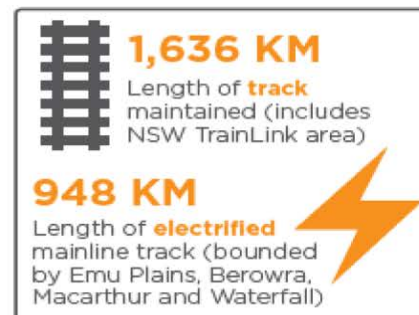 1,636 KM
Length of track
maintained (includes
NSW TrainLink area)
948 KM
Length of electrified
mainline track (bounded
by Emu Plains, Berowra,
Macarthur and Waterfall)